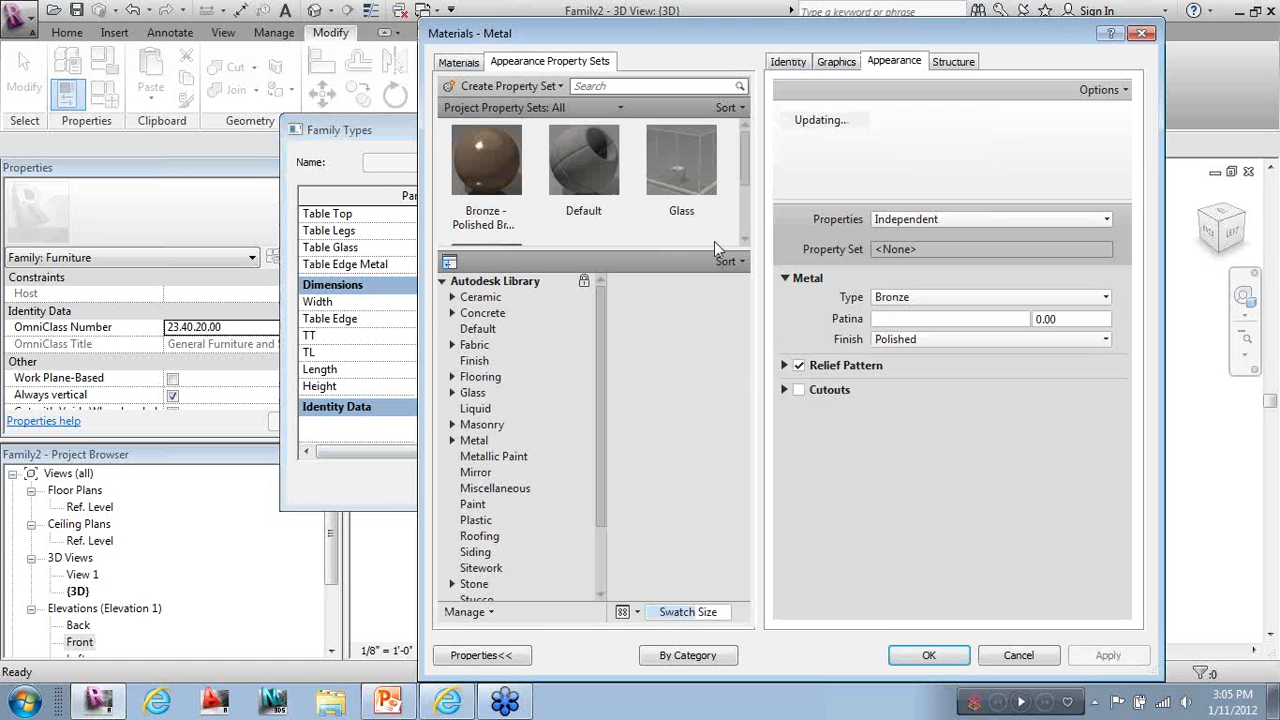 Family2 - 3D View: {3D}
Type a keyword or phrase
Sign In
Home
Insert
Annotate
View
Manage
Modify
Modify
Paste
Cut
Join
Select
Properties
Clipboard
Geometry
Properties
Family: Furniture
Constraints
Host
Identity Data
OmniClass Number
23.40.20.00
OmniClass Title
General Furniture and S
Other
Work Plane-Based
Always vertical
Properties help
Family2 - Project Browser
Views (all)
Floor Plans
Ref. Level
Ceiling Plans
Ref. Level
3D Views
View 1
{3D}
Elevations (Elevation 1)
Back
Front
1/8" = 1'-0"
Ready
Family Types
Name:
Par
Table Top
Table Legs
Table Glass
Table Edge Metal
Dimensions
Width
Table Edge
TT
TL
Length
Height
Identity Data
Materials - Metal
Materials
Appearance Property Sets
Create Property Set
Search
Project Property Sets: All
Sort
Bronze -
Polished Br...
Default
Glass
Sort
Autodesk Library
Ceramic
Concrete
Default
Fabric
Finish
Flooring
Glass
Liquid
Masonry
Metal
Metallic Paint
Mirror
Miscellaneous
Paint
Plastic
Roofing
Siding
Sitework
Stone
Stucco
Manage
Swatch Size
Properties<<
By Category
Identity
Graphics
Appearance
Structure
Options
Updating...
Properties
Independent
Property Set
<None>
Metal
Type
Bronze
Patina
0.00
Finish
Polished
Relief Pattern
Cutouts
OK
Cancel
Apply
BACK
LEFT
:0
3:05 PM
1/11/2012